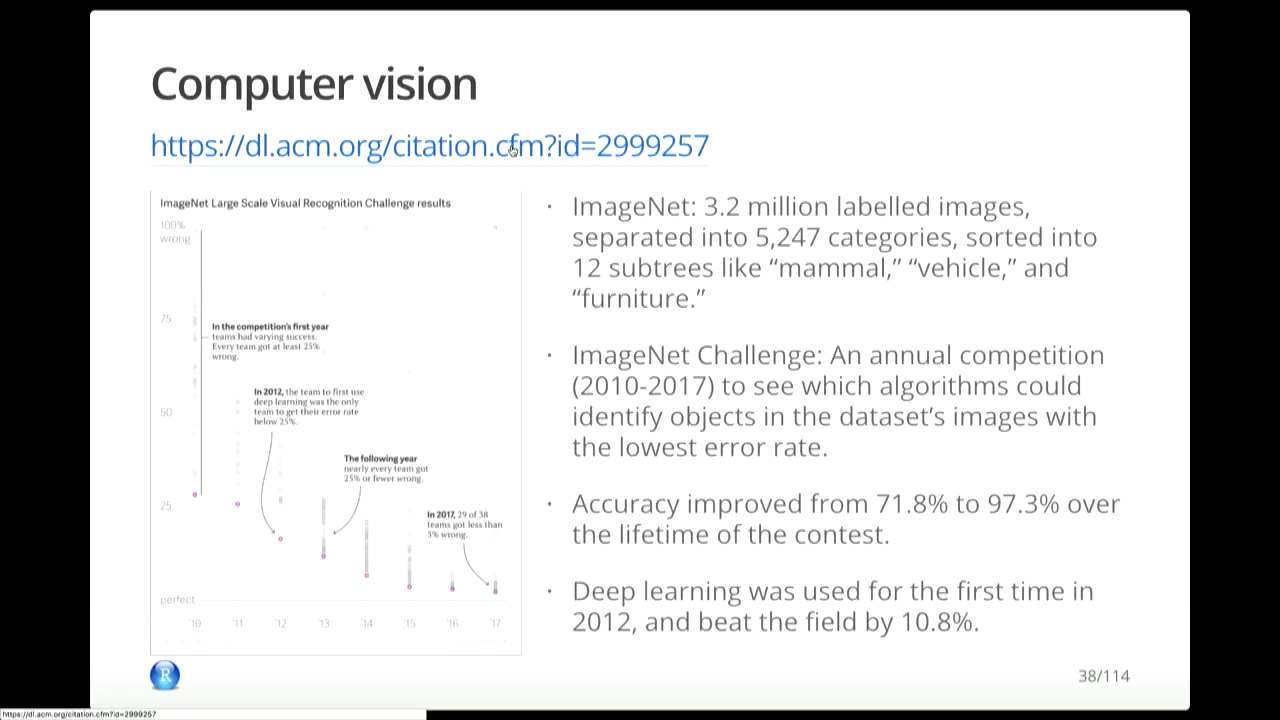 Computer vision
https://dl.acm.org/citation.cfm?id=2999257
ImageNet Large Scale Visual Recognition Challenge results
100%
wrong
75
In the competition's first year
teams had varying success.
Every team got at least 25%
wrong.
In 2012, the team to first use
deep learning was the only
team to get their error rate
below 25%.
50
The following year
nearly every team got
25% or fewer wrong.
25
In 2017, 29 of 38
teams got less than
5% wrong.
perfect
'10 '11 '12 '13 '14 '15 '16 '17
· ImageNet: 3.2 million labelled images,
separated into 5,247 categories, sorted into
12 subtrees like “mammal,” “vehicle,” and
“furniture.”
· ImageNet Challenge: An annual competition
(2010-2017) to see which algorithms could
identify objects in the dataset’s images with
the lowest error rate.
· Accuracy improved from 71.8% to 97.3% over
the lifetime of the contest.
· Deep learning was used for the first time in
2012, and beat the field by 10.8%.
R
38/114
https://dl.acm.org/citation.cfm?id=2999257